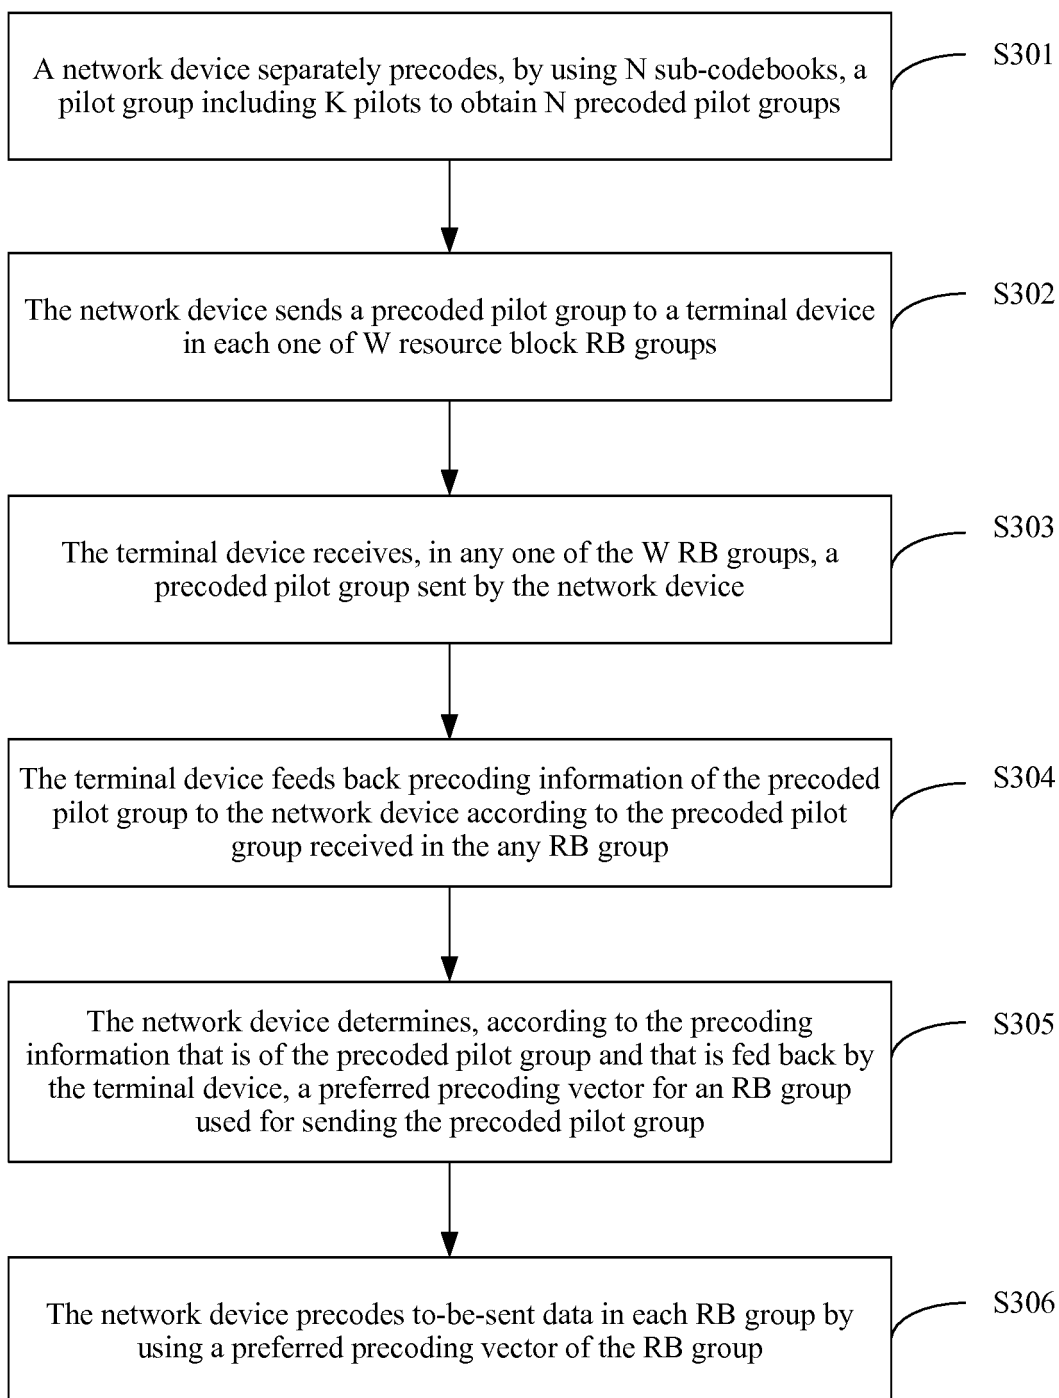 A network device separately precodes, by using N sub-codebooks, a
pilot group including K pilots to obtain N precoded pilot groups
S301
The network device sends a precoded pilot group to a terminal device
in each one of W resource block RB groups
S302
The terminal device receives, in any one of the W RB groups, a
precoded pilot group sent by the network device
S303
The terminal device feeds back precoding information of the precoded
pilot group to the network device according to the precoded pilot
group received in the any RB group
S304
The network device determines, according to the precoding
information that is of the precoded pilot group and that is fed back by
the terminal device, a preferred precoding vector for an RB group
used for sending the precoded pilot group
S305
The network device precodes to-be-sent data in each RB group by
using a preferred precoding vector of the RB group
S306